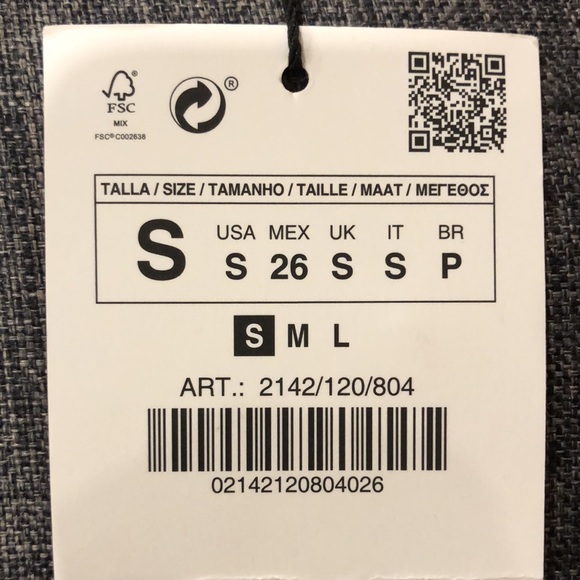 ®
FSC
MIX
FSC® C002638
®
TALLA / SIZE / TAMANHO / TAILLE / MAAT / ΜΕΓΕΘΟΣ
S
USA MEX UK IT BR
S 26 S S P
S M L
ART.: 2142/120/804
02142120804026